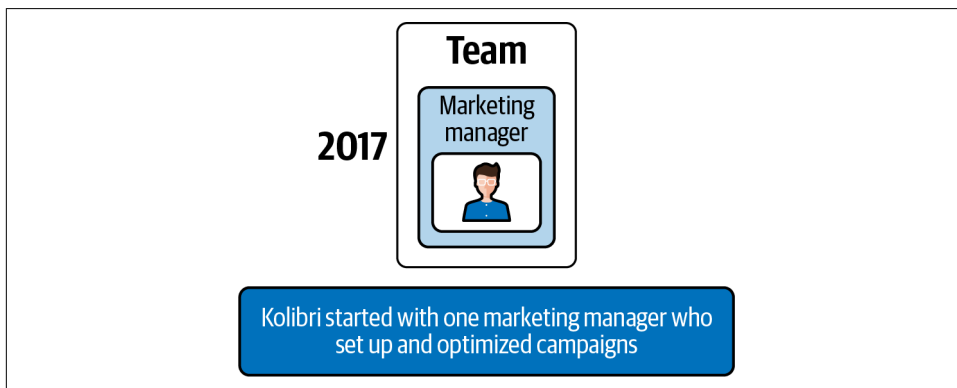 Team
Marketing
manager
2017
Kolibri started with one marketing manager who
set up and optimized campaigns